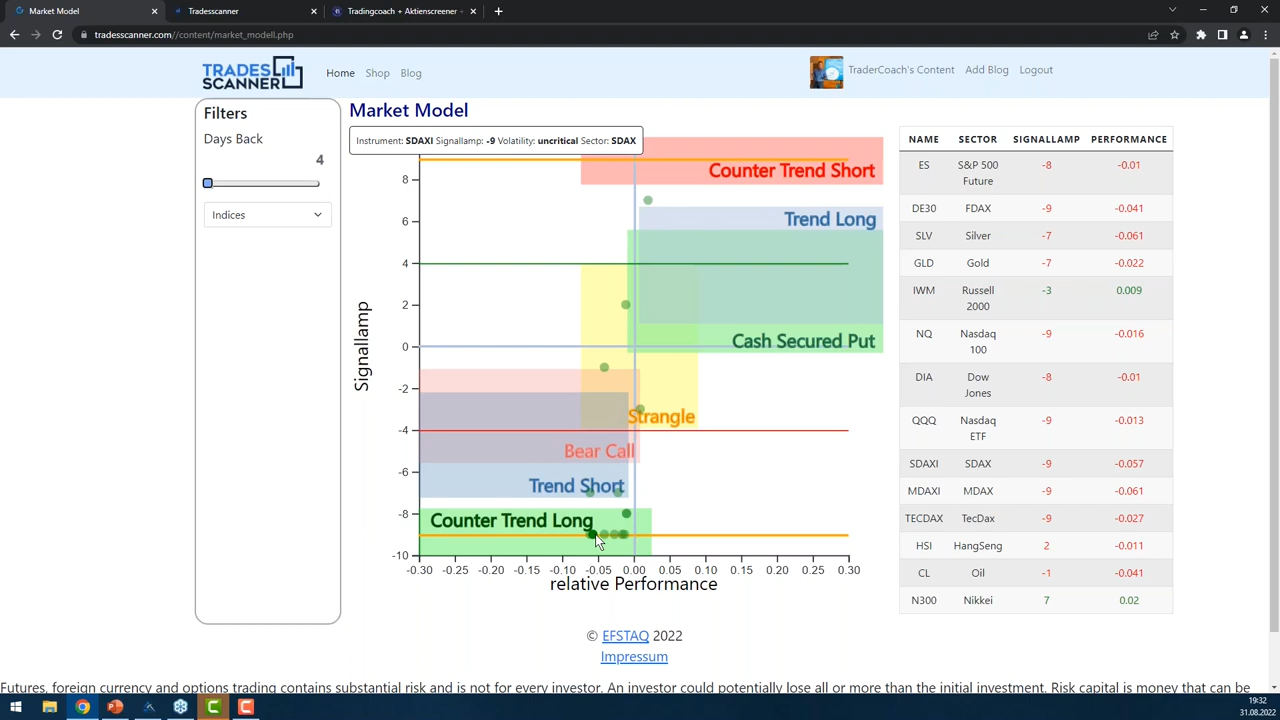 Market Model
Tradesscanner
Tradingcoach + Aktienscreener -
tradesscanner.com//content/market_modell.php
TRADES SCANNER
Home
Shop
Blog
TraderCoach's Content
Add Blog
Logout
Filters
Days Back
4
Indices
Market Model
Instrument: SDAXI Signallamp: -9 Volatility: uncritical Sector: SDAX
Counter Trend Short
Trend Long
Cash Secured Put
Strangle
Bear Call
Trend Short
Counter Trend Long
Signallamp
8
6
4
2
0
-2
-4
-6
-8
-10
-0.30 -0.25 -0.20 -0.15 -0.10 -0.05 0.00 0.05 0.10 0.15 0.20 0.25 0.30
relative Performance
NAME SECTOR SIGNALLAMP PERFORMANCE
ES S&P 500 Future -8 -0.01
DE30 FDAX -9 -0.041
SLV Silver -7 -0.061
GLD Gold -7 -0.022
IWM Russell 2000 -3 0.009
NQ Nasdaq 100 -9 -0.016
DIA Dow Jones -8 -0.01
QQQ Nasdaq ETF -9 -0.013
SDAXI SDAX -9 -0.057
MDAXI MDAX -9 -0.061
TECDAX TecDax -9 -0.027
HSI HangSeng 2 -0.011
CL Oil -1 -0.041
N300 Nikkei 7 0.02
© EFSTAQ 2022
Impressum
Futures, foreign currency and options trading contains substantial risk and is not for every investor. An investor could potentially lose all or more than the initial investment. Risk capital is money that can be
19:32
31.08.2022